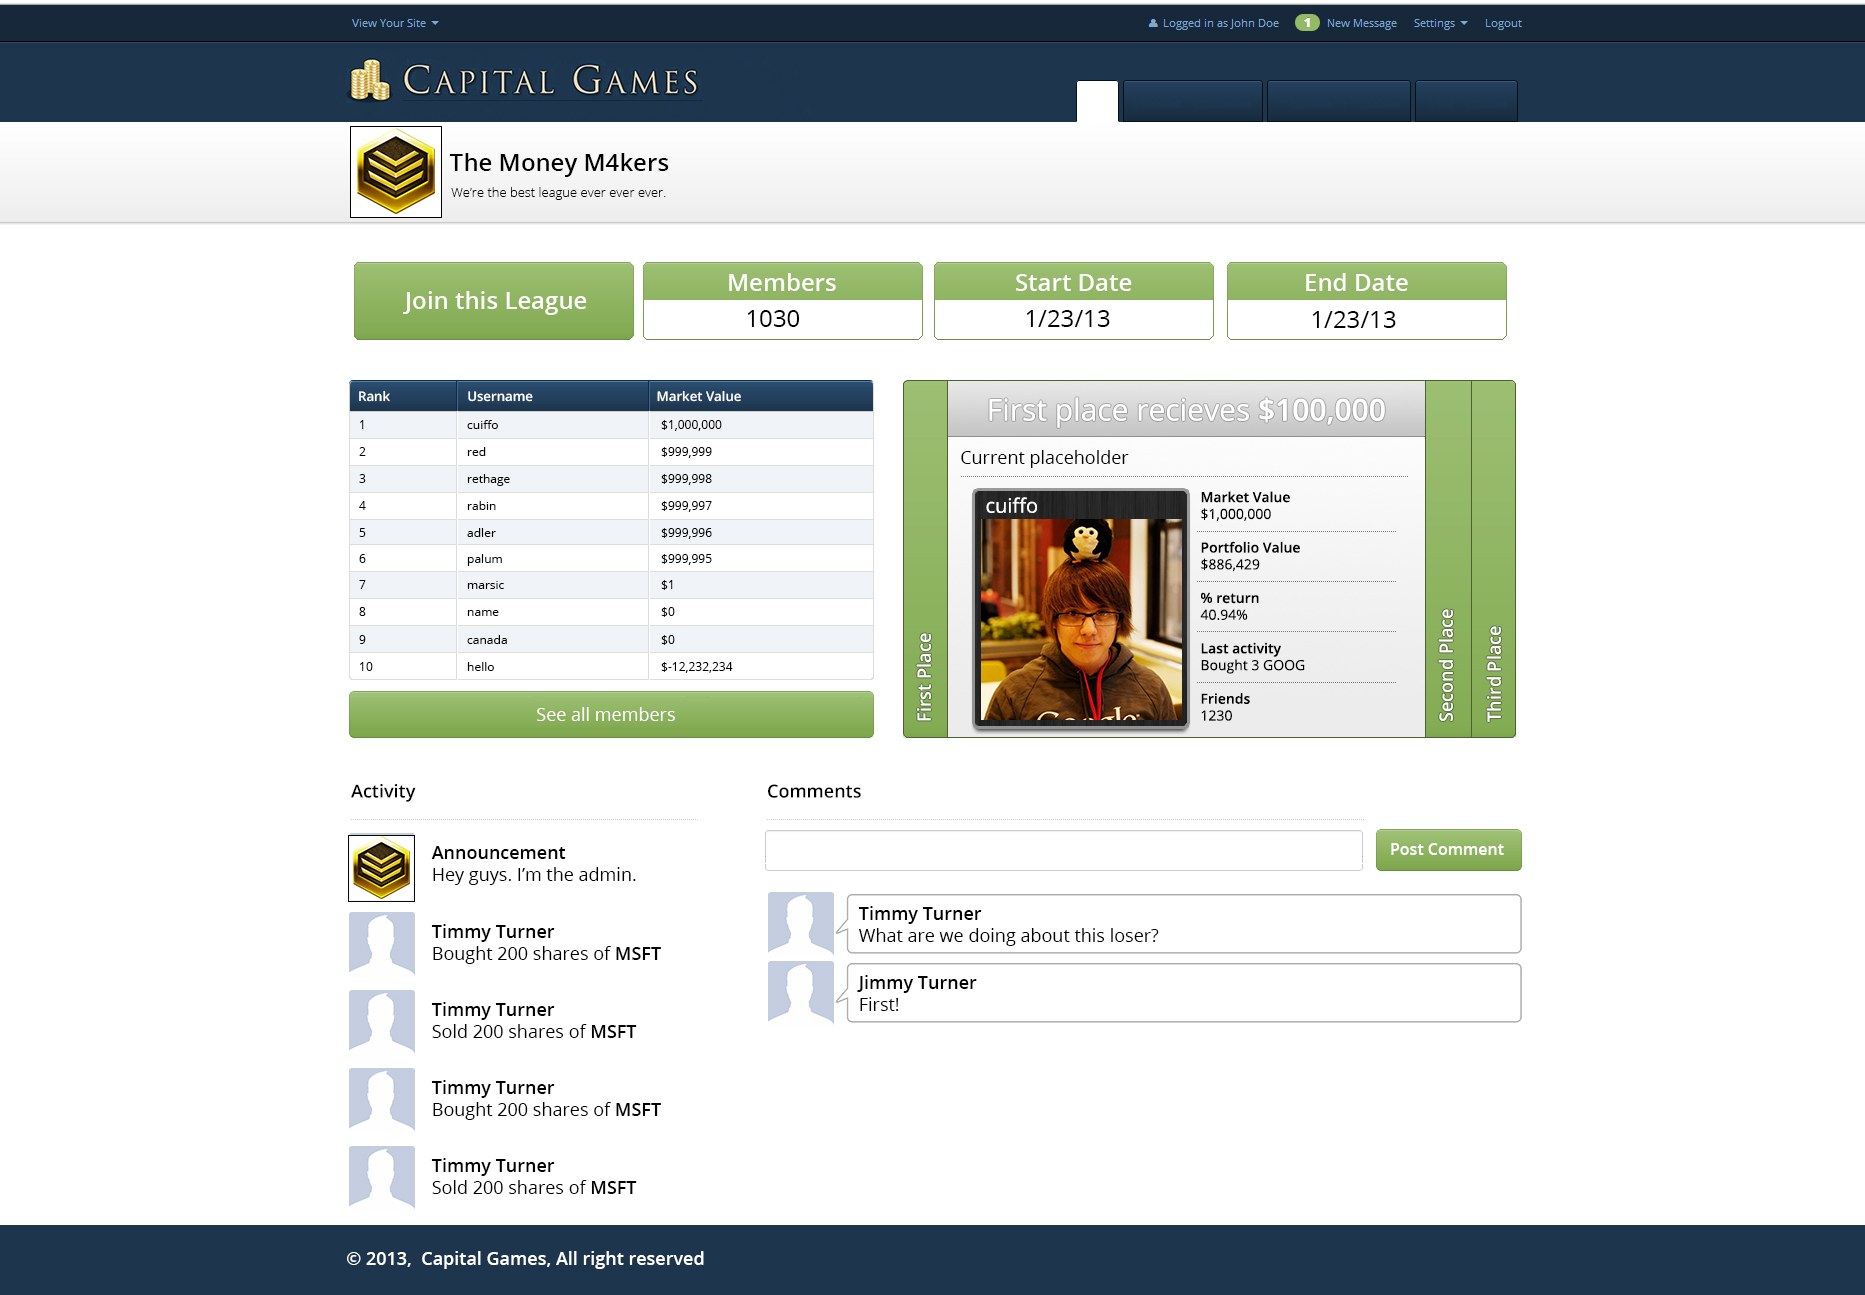 View Your Site
Logged in as John Doe
1 New Message
Settings
Logout
CAPITAL GAMES
The Money M4kers
We're the best league ever ever ever.
Join this League
Members
1030
Start Date
1/23/13
End Date
1/23/13
Rank Username Market Value
1 cuiffo $1,000,000
2 red $999,999
3 rethage $999,998
4 rabin $999,997
5 adler $999,996
6 palum $999,995
7 marsic $1
8 name $0
9 canada $0
10 hello $-12,232,234
See all members
First Place
First place recieves $100,000
Current placeholder
cuiffo
Google
Market Value
$1,000,000
Portfolio Value
$886,429
% return
40.94%
Last activity
Bought 3 GOOG
Friends
1230
Second Place
Third Place
Activity
Announcement
Hey guys. I'm the admin.
Timmy Turner
Bought 200 shares of MSFT
Timmy Turner
Sold 200 shares of MSFT
Timmy Turner
Bought 200 shares of MSFT
Timmy Turner
Sold 200 shares of MSFT
Comments
Post Comment
Timmy Turner
What are we doing about this loser?
Jimmy Turner
First!
© 2013, Capital Games, All right reserved